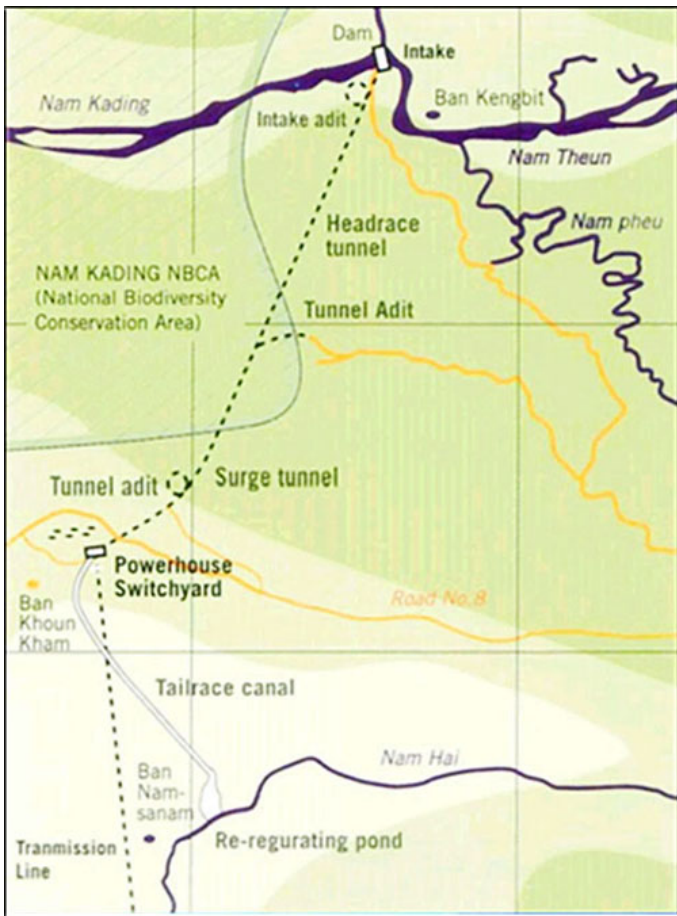 Dam
Intake
Nam Kading
Intake adit
Ban Kengbit
Nam Theun
Nam pheu
Headrace
tunnel
NAM KADING NBCA
(National Biodiversity
Conservation Area)
Tunnel Adit
Tunnel adit
Surge tunnel
Powerhouse
Switchyard
Ban
Khoun
Kham
Road No.8
Tailrace canal
Nam Hai
Ban
Nam-
sanam
Re-regurating pond
Tranmission
Line